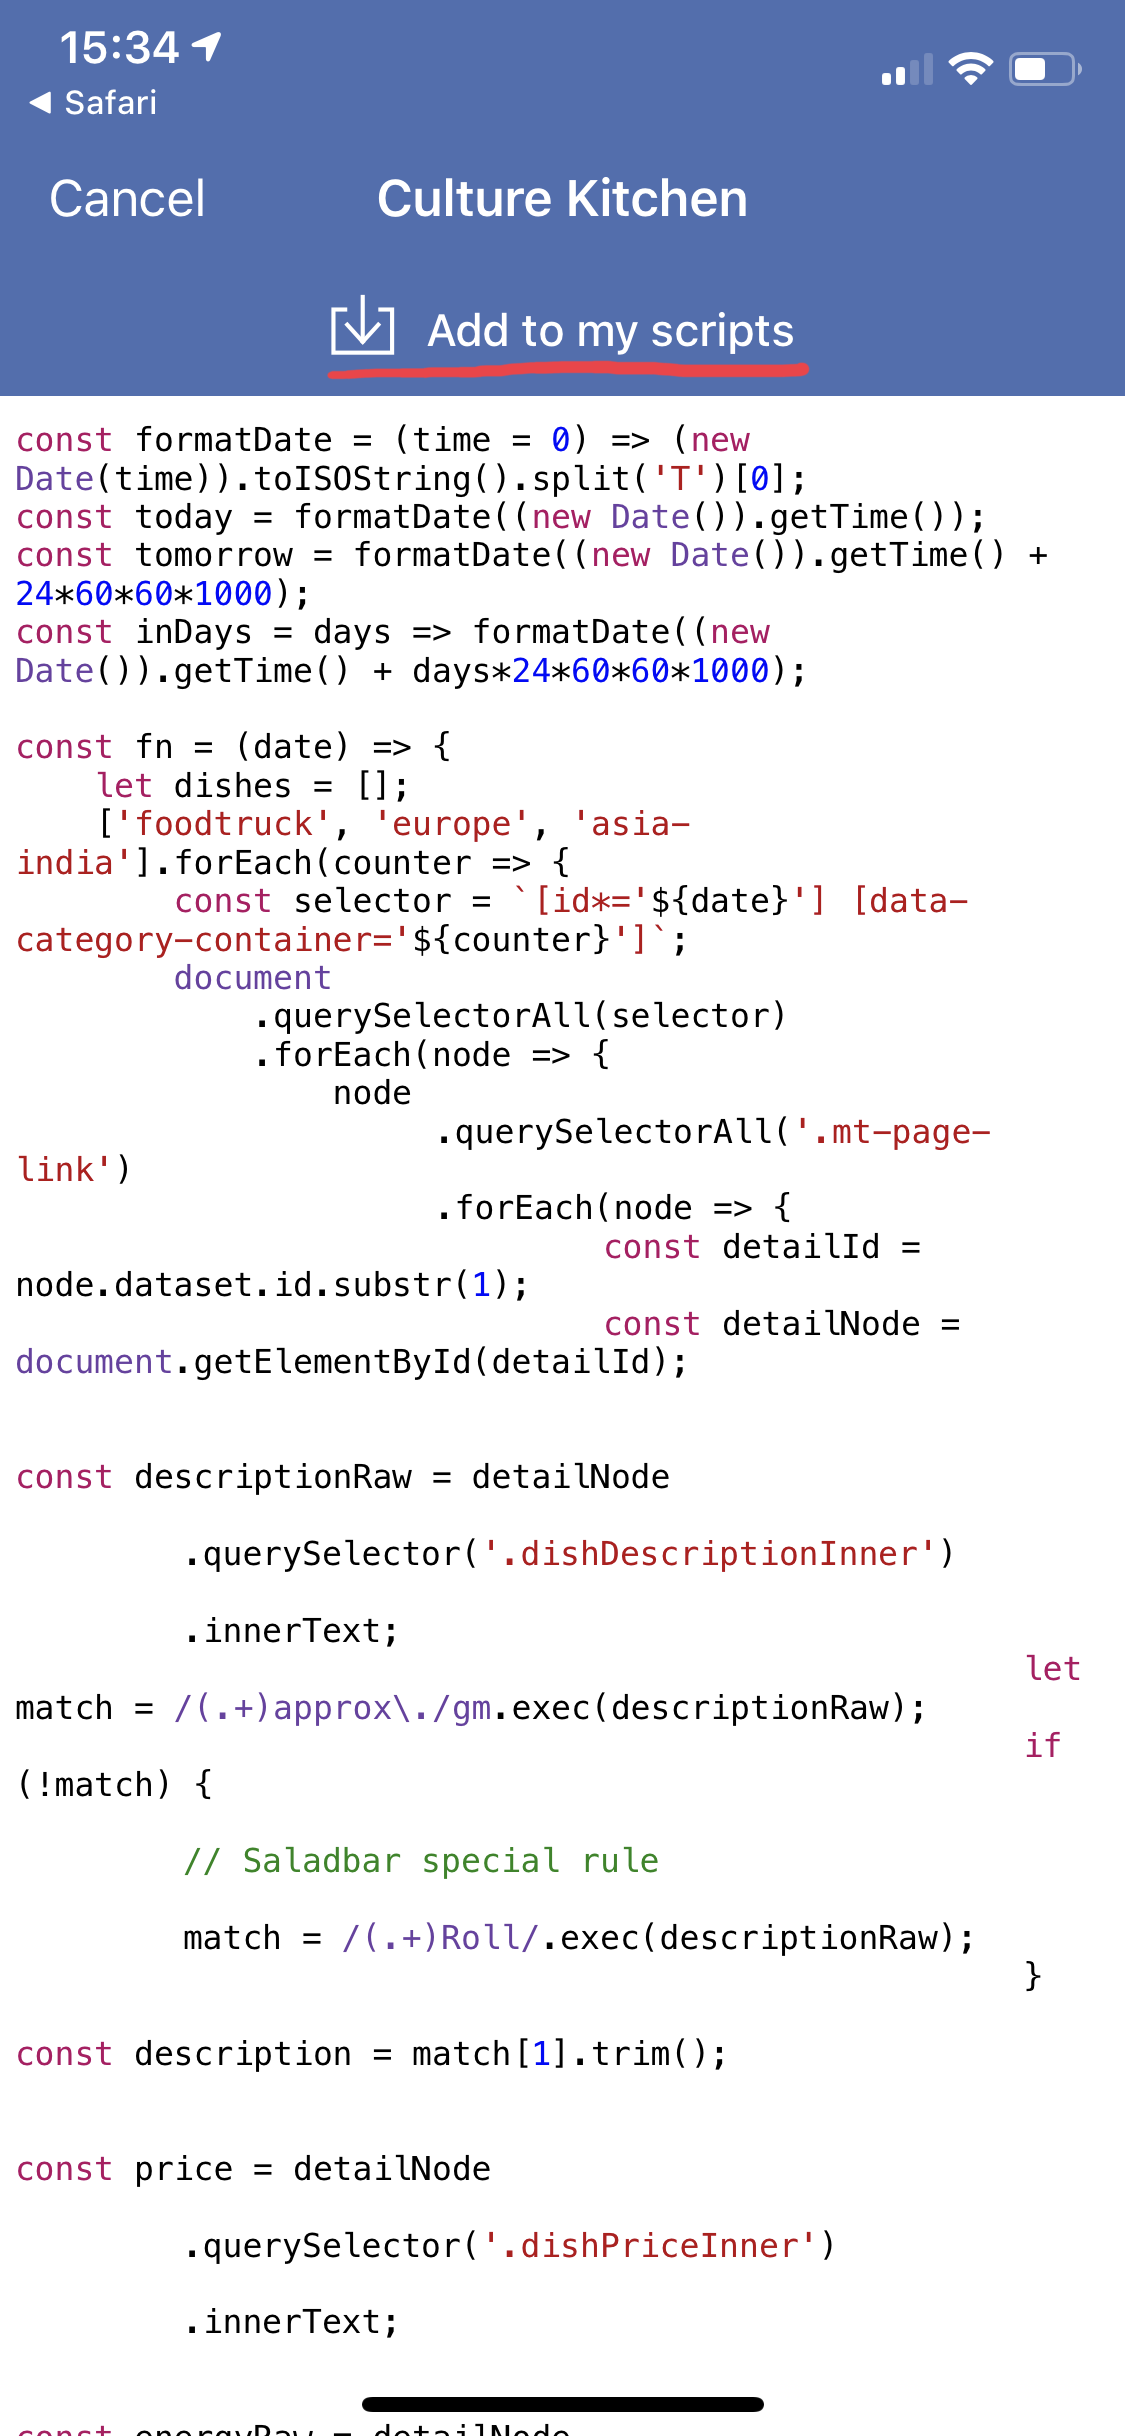 15:34
Safari
Cancel
Culture Kitchen
Add to my scripts
const formatDate = (time = 0) => (new
Date(time)).toISOString().split('T')[0];
const today = formatDate((new Date()).getTime());
const tomorrow = formatDate((new Date()).getTime() +
24*60*60*1000);
const inDays = days => formatDate((new
Date()).getTime() + days*24*60*60*1000);
const fn = (date) => {
let dishes = [];
['foodtruck', 'europe', 'asia-
india'].forEach(counter => {
const selector = `[id*='${date}'] [data-
category-container='${counter}']`;
document
.querySelectorAll(selector)
.forEach(node => {
node
.querySelectorAll('.mt-page-
link')
.forEach(node => {
const detailId =
node.dataset.id.substr(1);
const detailNode =
document.getElementById(detailId);
const descriptionRaw = detailNode
.querySelector('.dishDescriptionInner')
.innerText;
let
match = /(.+)approx\./gm.exec(descriptionRaw);
if
(!match) {
// Saladbar special rule
match = /(.+)Roll/.exec(descriptionRaw);
}
const description = match[1].trim();
const price = detailNode
.querySelector('.dishPriceInner')
.innerText;
const energyRaw = detailNode